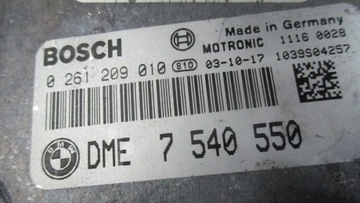 Made in Germany
BOSCH MOTRONIC 1116 0028
0 261 209 010 810 03-10-17 1039S04257
BMW DME 7 540 550